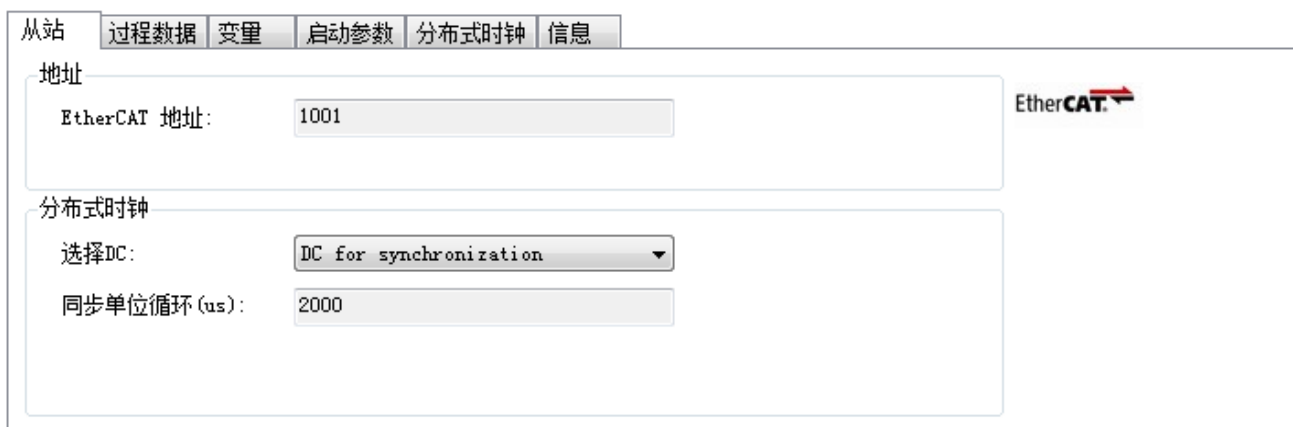 从站 过程数据 变量 启动参数 分布式时钟 信息
地址
EtherCAT 地址: 1001
EtherCAT.
分布式时钟
选择DC: DC for synchronization
同步单位循环(us): 2000